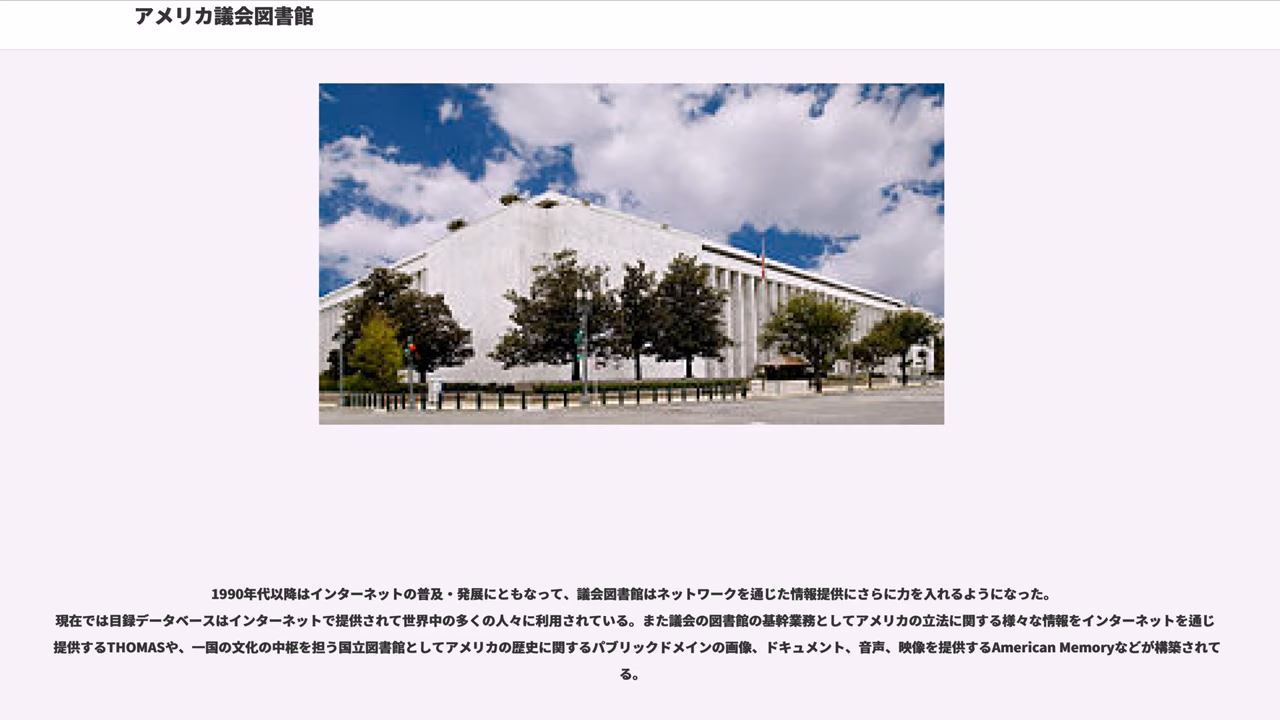 アメリカ議会図書館
1990年代以降はインターネットの普及・発展にともなって、議会図書館はネットワークを通じた情報提供にさらに力を入れるようになった。
現在では目録データベースはインターネットで提供されて世界中の多くの人々に利用されている。また議会の図書館の基幹業務としてアメリカの立法に関する様々な情報をインターネットを通じ
提供するTHOMASや、一国の文化の中枢を担う国立図書館としてアメリカの歴史に関するパブリックドメインの画像、ドキュメント、音声、映像を提供するAmerican Memoryなどが構築されて
る。